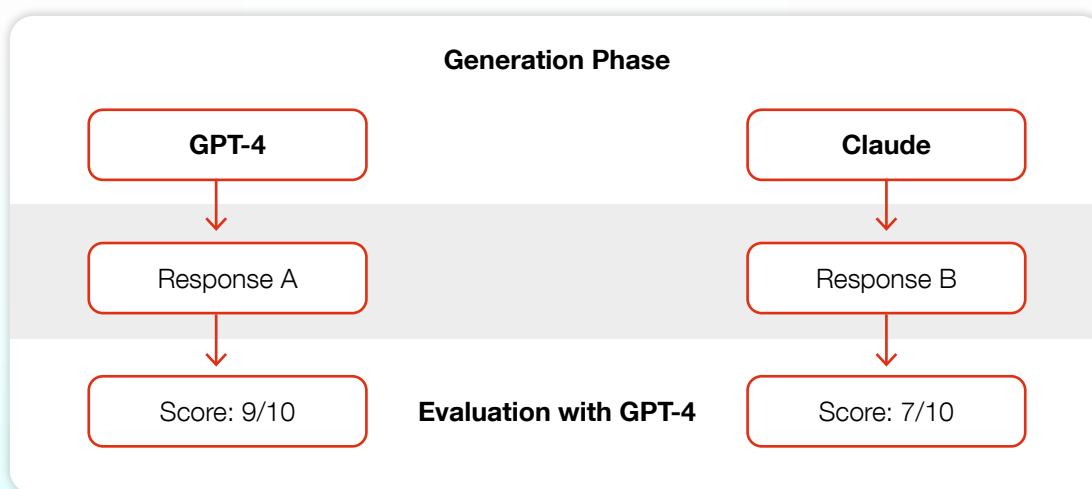 Generation Phase
GPT-4
Claude
Response A
Response B
Score: 9/10
Evaluation with GPT-4
Score: 7/10